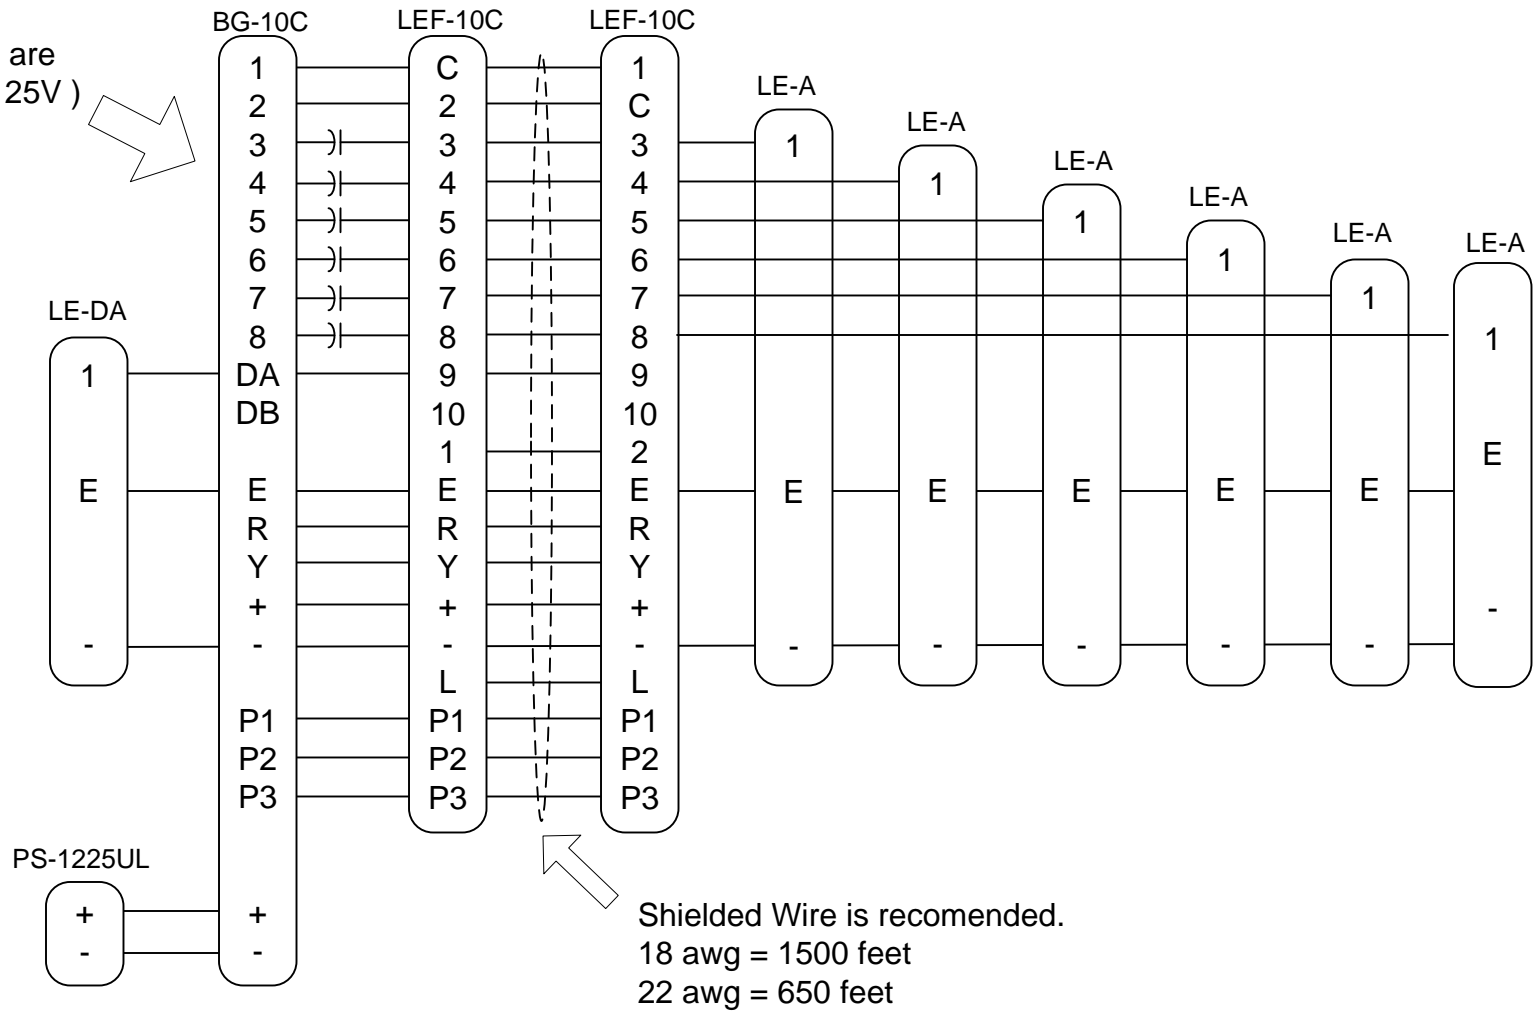 are
25V )
BG-10C
1
2
3
4
5
6
7
8
DA
DB
E
R
Y
+
-
P1
P2
P3
+
-
LEF-10C
C
2
3
4
5
6
7
8
9
10
1
E
R
Y
+
-
L
P1
P2
P3
LEF-10C
1
C
3
4
5
6
7
8
9
10
2
E
R
Y
+
-
L
P1
P2
P3
LE-A
1
E
-
LE-A
1
E
-
LE-A
1
E
-
LE-A
1
E
-
LE-A
1
E
-
LE-A
1
E
-
LE-DA
1
E
-
PS-1225UL
+
-
Shielded Wire is recomended.
18 awg = 1500 feet
22 awg = 650 feet